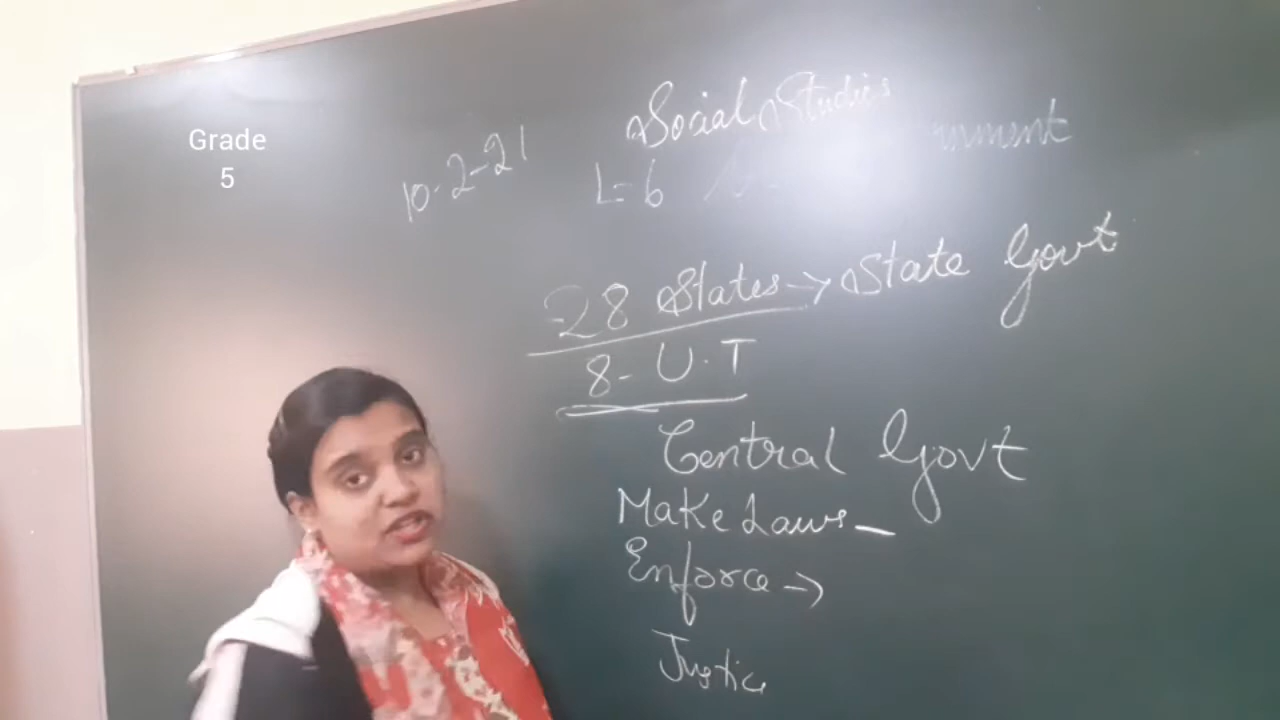 Grade
5
10-2-21
Social Studies
L=6
28 States → State Govt
8- U.T
Central Govt
Make Laws -
Enforce →
Justice